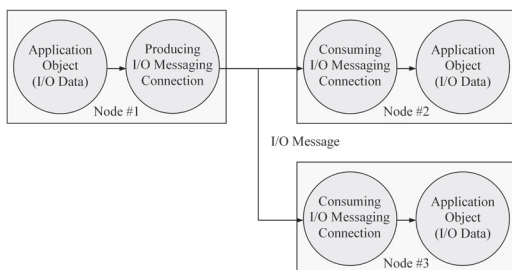 Application
Object
(I/O Data)
Producing
I/O Messaging
Connection
Node #1
Consuming
I/O Messaging
Connection
Application
Object
(I/O Data)
Node #2
I/O Message
Consuming
I/O Messaging
Connection
Application
Object
(I/O Data)
Node #3